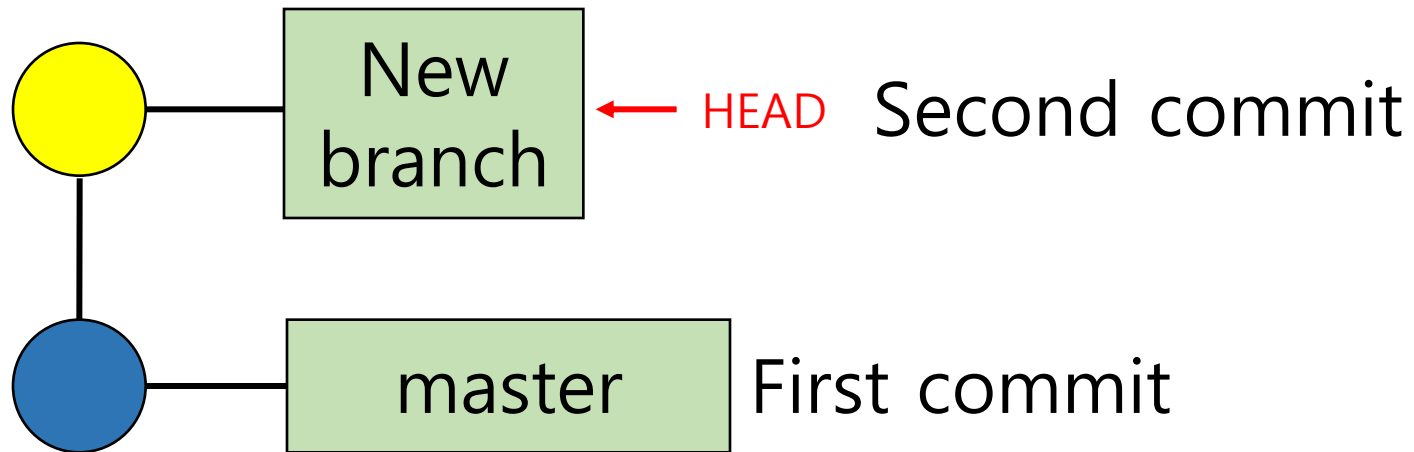 New
branch
HEAD
Second commit
master
First commit